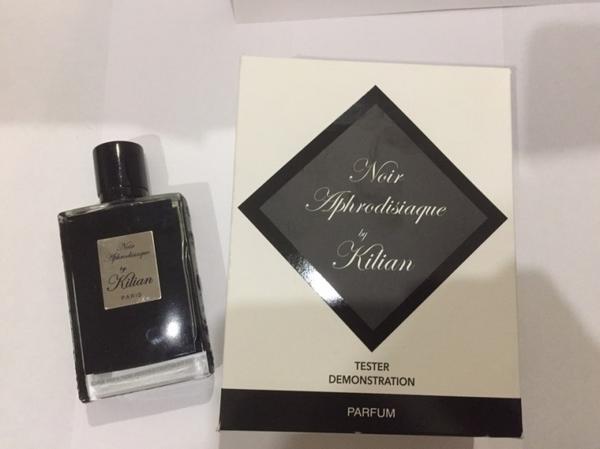 Noir
Aphrodisiaque
by
Kilian
PARIS
Noir
Aphrodisiaque
by
Kilian
TESTER
DEMONSTRATION
PARFUM